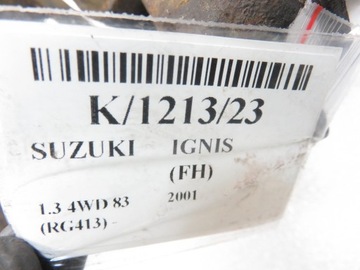 K/1213/23
SUZUKI IGNIS
(FH)
1.3 4WD 83 2001
(RG413) -